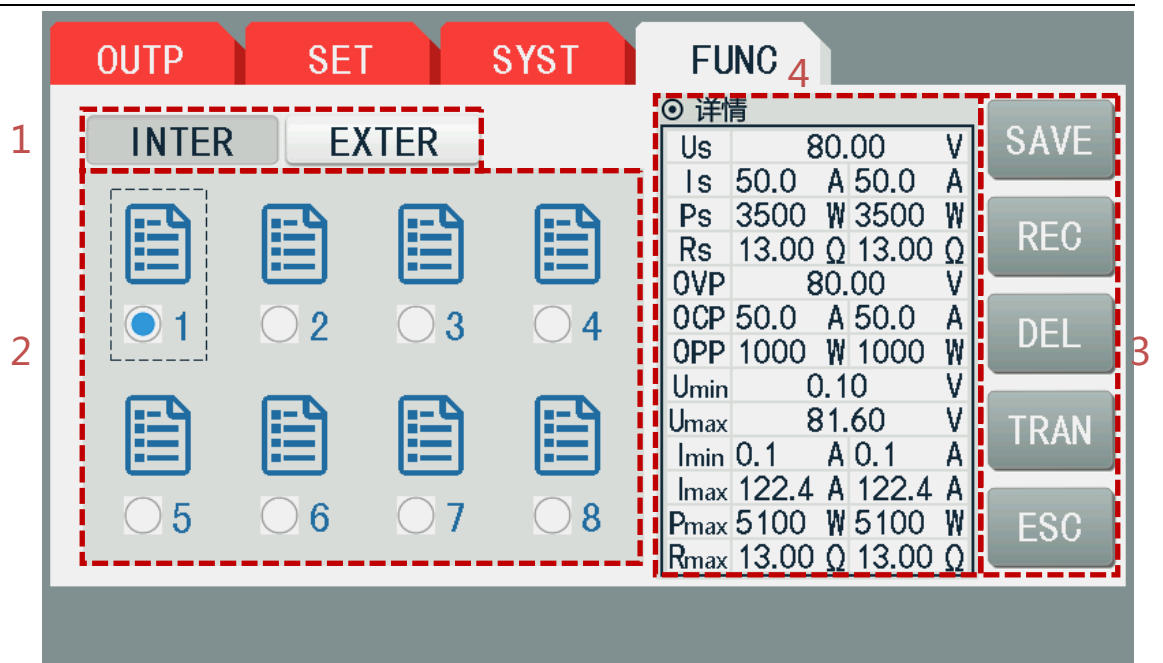 OUTP SET SYST FUNC
4
1
INTER EXTER
2
1 2 3 4
5 6 7 8
详情
Us 80.00 V
Is 50.0 A 50.0 A
Ps 3500 W 3500 W
Rs 13.00 Ω 13.00 Ω
OVP 80.00 V
OCP 50.0 A 50.0 A
OPP 1000 W 1000 W
Umin 0.10 V
Umax 81.60 V
Imin 0.1 A 0.1 A
Imax 122.4 A 122.4 A
Pmax 5100 W 5100 W
Rmax 13.00 Ω 13.00 Ω
SAVE
REC
DEL
3
TRAN
ESC